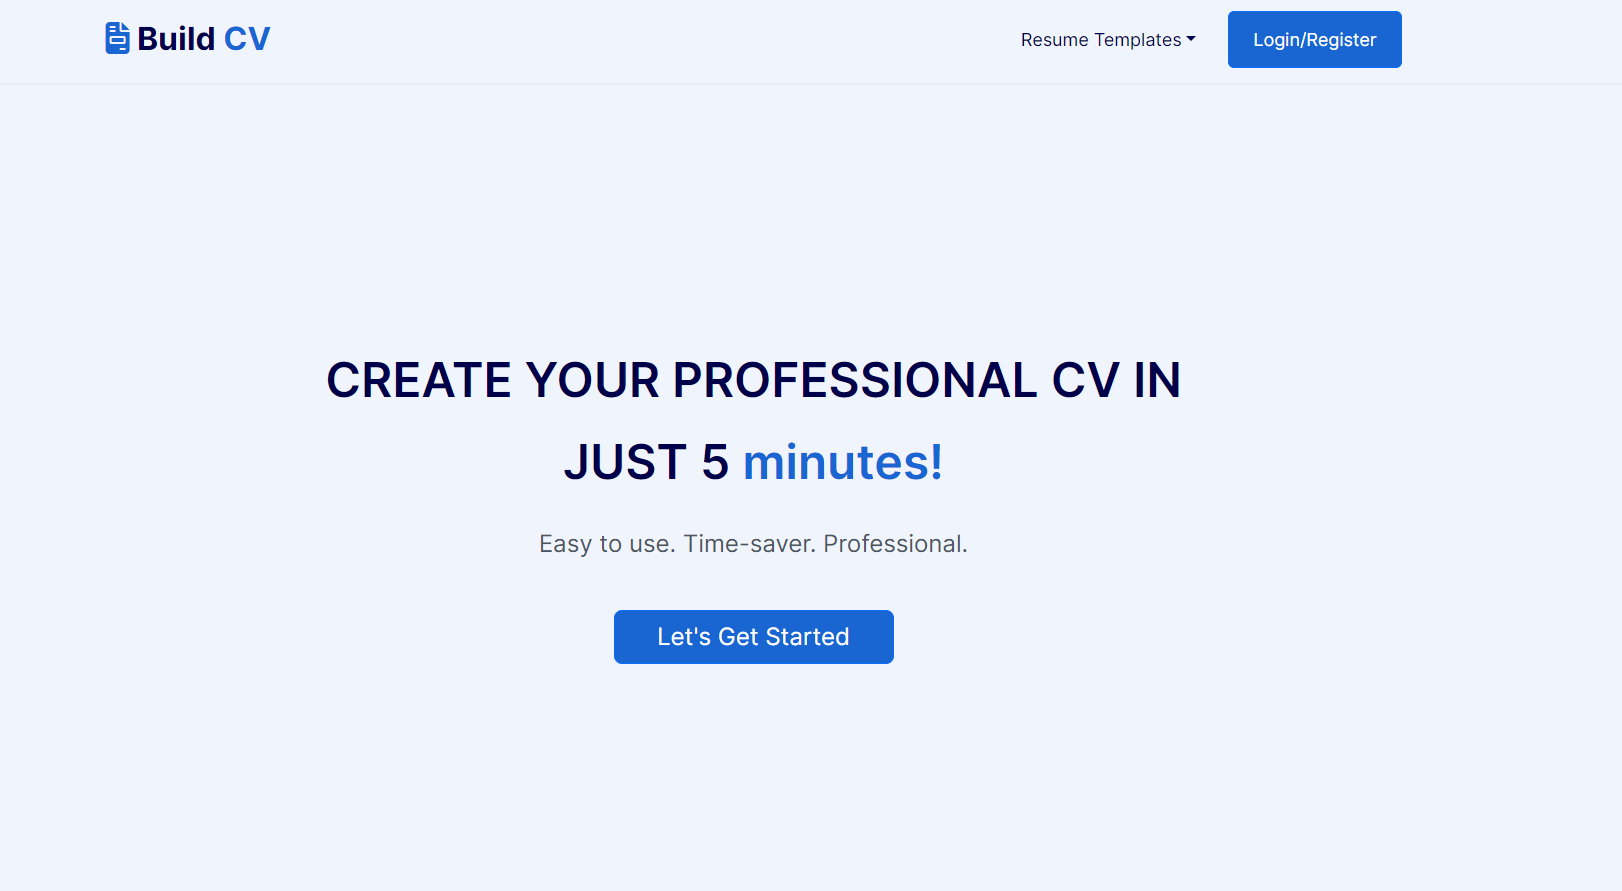 Build CV
Resume Templates
Login/Register
CREATE YOUR PROFESSIONAL CV IN
JUST 5 minutes!
Easy to use. Time-saver. Professional.
Let's Get Started